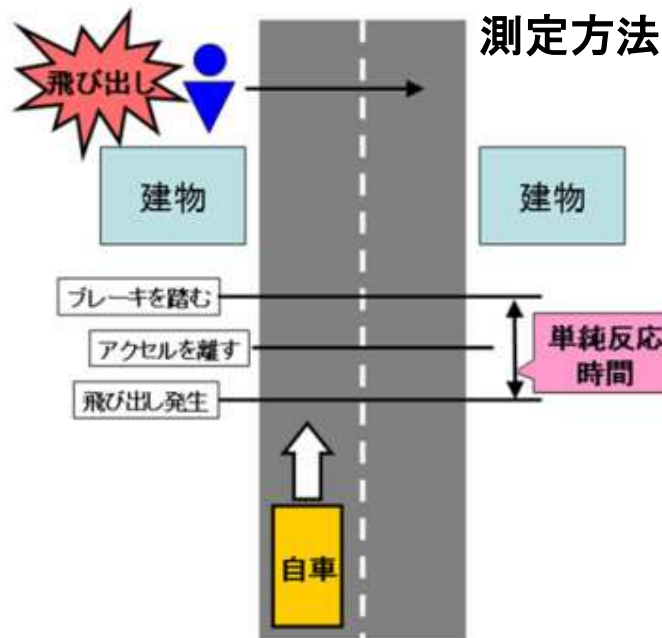 測定方法
飛び出し
建物
建物
ブレーキを踏む
アクセルを離す
飛び出し発生
単純反応
時間
自車